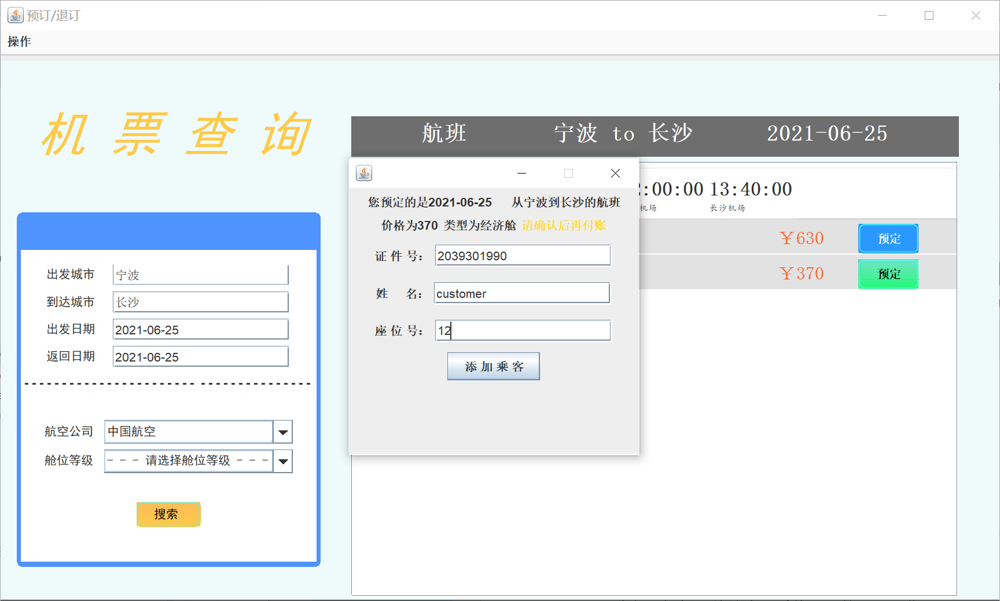 预订/退订
操作
机 票 查 询
出发城市 宁波
到达城市 长沙
出发日期 2021-06-25
返回日期 2021-06-25
航空公司 中国航空
舱位等级 - - - 请选择舱位等级 - - -
搜索
航班 宁波 to 长沙 2021-06-25
:00:00 13:40:00
机场 长沙机场
￥630 预定
￥370 预定
您预定的是2021-06-25 从宁波到长沙的航班
价格为370 类型为经济舱 请确认后再付账
证 件 号： 2039301990
姓 名： customer
座 位 号： 12
添 加 乘 客